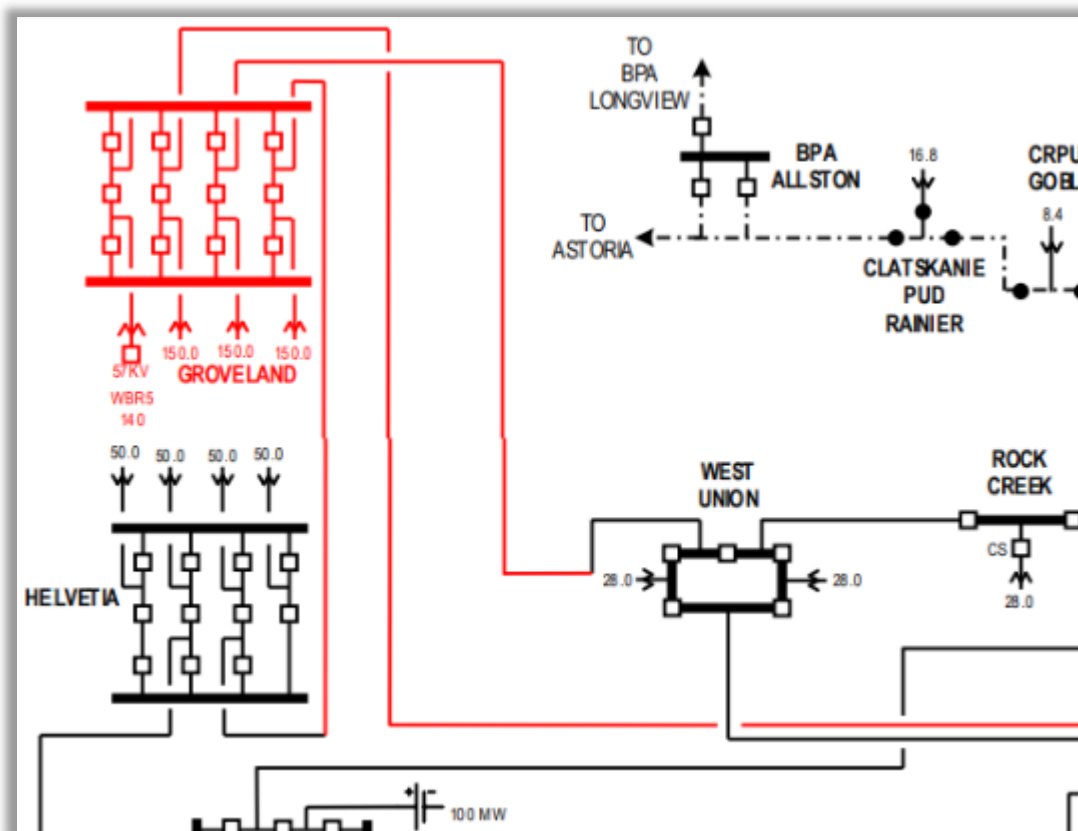 TO
BPA
LONGVIEW
BPA
ALLSTON
16.8
CRPU
GOBL
8.4
TO
ASTORIA
CLATSKANIE
PUD
RAINIER
150.0
150.0
150.0
57KV
GROVELAND
WBR5
140
50.0
50.0
50.0
50.0
WEST
UNION
ROCK
CREEK
CS
28.0
28.0
28.0
HELVETIA
+ -
100 MW